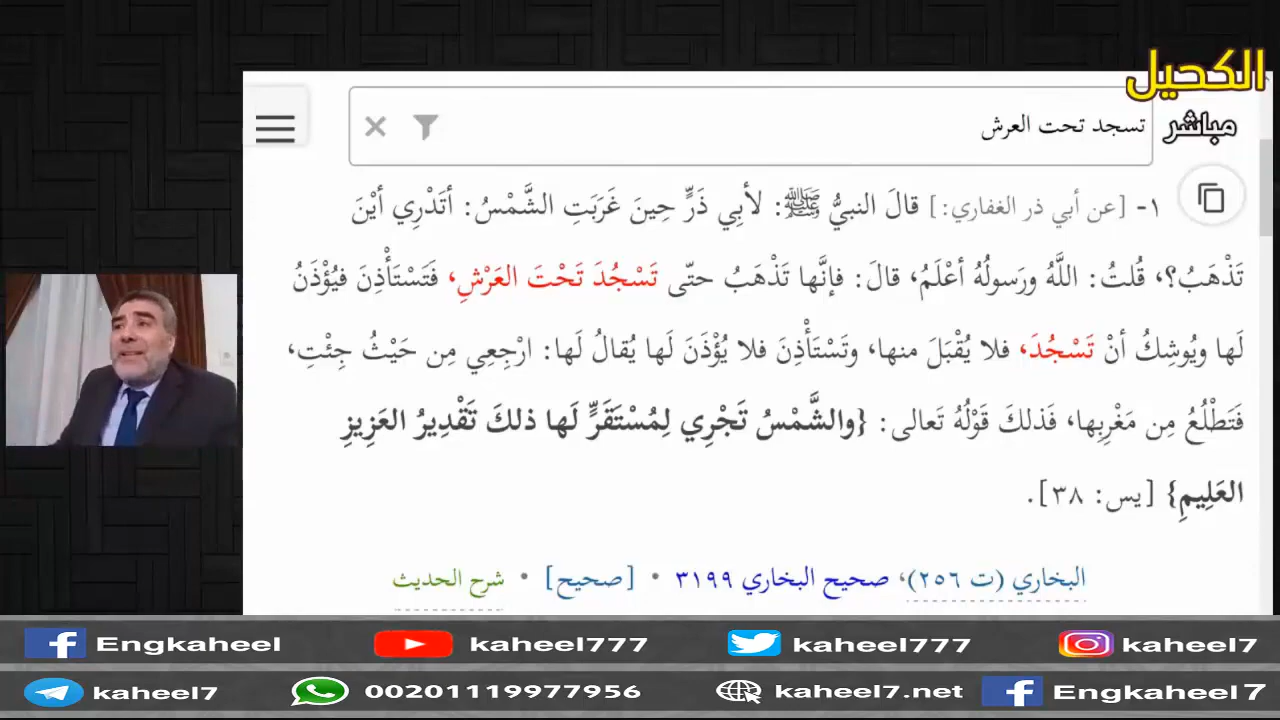 الكحيل
مباشر
تسجد تحت العرش
١- [عن أبي ذر الغفاري:] قالَ النبيُّ ﷺ: لأبِي ذَرٍّ حِينَ غَرَبَتِ الشَّمْسُ: أتَدْرِي أيْنَ
تَذْهَبُ؟، قُلتُ: اللَّهُ ورَسولُهُ أعْلَمُ، قالَ: فإنَّها تَذْهَبُ حتّى تَسْجُدَ تَحْتَ العَرْشِ، فَتَسْتَأْذِنَ فيُؤْذَنُ
لَها ويُوشِكُ أنْ تَسْجُدَ، فلا يُقْبَلَ منها، وتَسْتَأْذِنَ فلا يُؤْذَنَ لَها يُقالُ لَها: ارْجِعِي مِن حَيْثُ جِئْتِ،
فَتَطْلُعُ مِن مَغْرِبِها، فَذلكَ قَوْلُهُ تَعالى: {والشَّمْسُ تَجْرِي لِمُسْتَقَرٍّ لَها ذلكَ تَقْدِيرُ العَزِيزِ
العَلِيمِ} [يس: ٣٨].
البخاري (ت ٢٥٦)، صحيح البخاري ٣١٩٩ • [صحيح] • شرح الحديث
Engkaheel kaheel777 kaheel777 kaheel7
kaheel7 00201119977956 kaheel7.net Engkaheel7